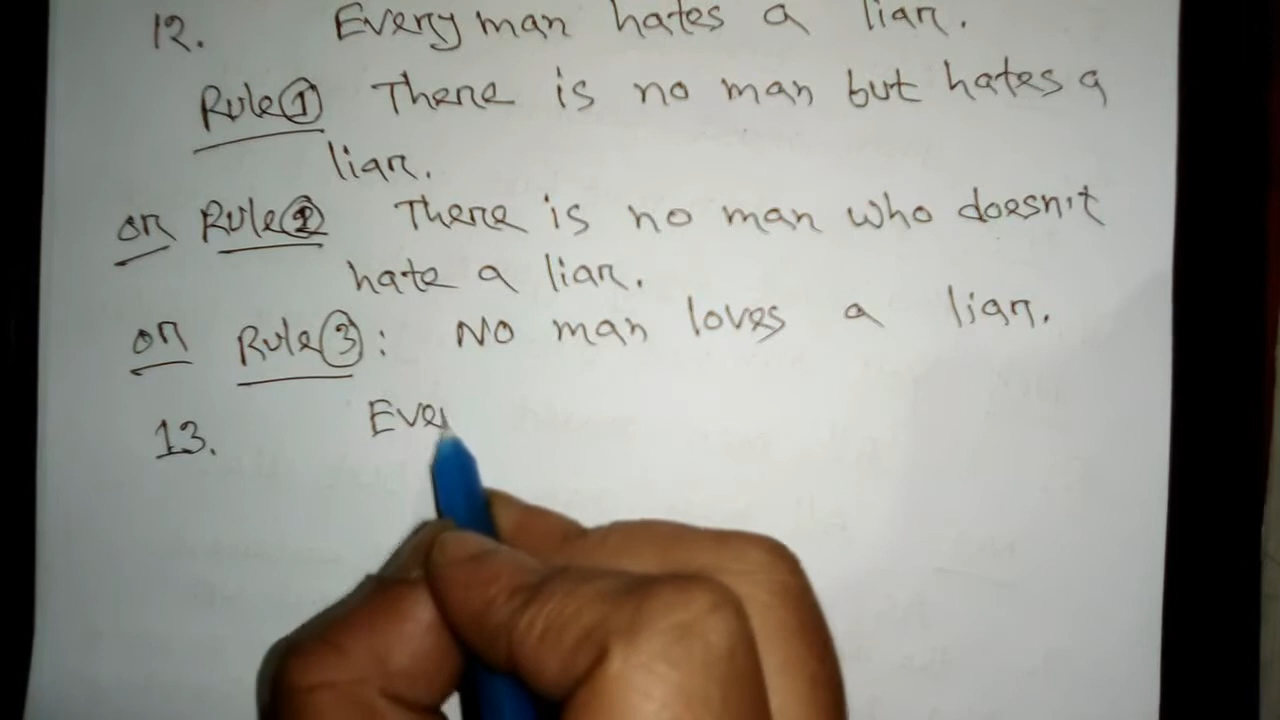 12. Every man hates a liar.
Rule① There is no man but hates a
liar.
or Rule② There is no man who doesn't
hate a liar.
or Rule③: No man loves a liar.
13. Eve